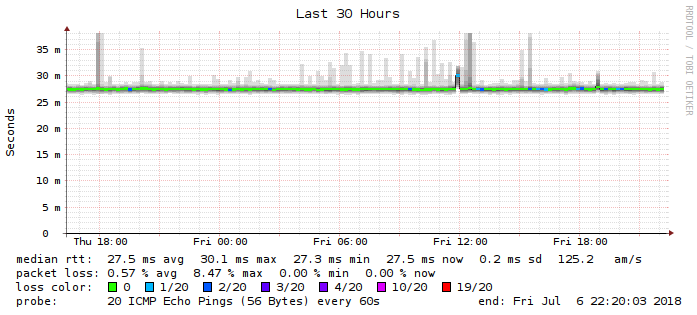 Last 30 Hours
RRDTOOL / TOBI OETIKER
Seconds
35 m
30 m
25 m
20 m
15 m
10 m
5 m
0
Thu 18:00 Fri 00:00 Fri 06:00 Fri 12:00 Fri 18:00
median rtt: 27.5 ms avg 30.1 ms max 27.3 ms min 27.5 ms now 0.2 ms sd 125.2 am/s
packet loss: 0.57 % avg 8.47 % max 0.00 % min 0.00 % now
loss color: 0 1/20 2/20 3/20 4/20 10/20 19/20
probe: 20 ICMP Echo Pings (56 Bytes) every 60s end: Fri Jul 6 22:20:03 2018